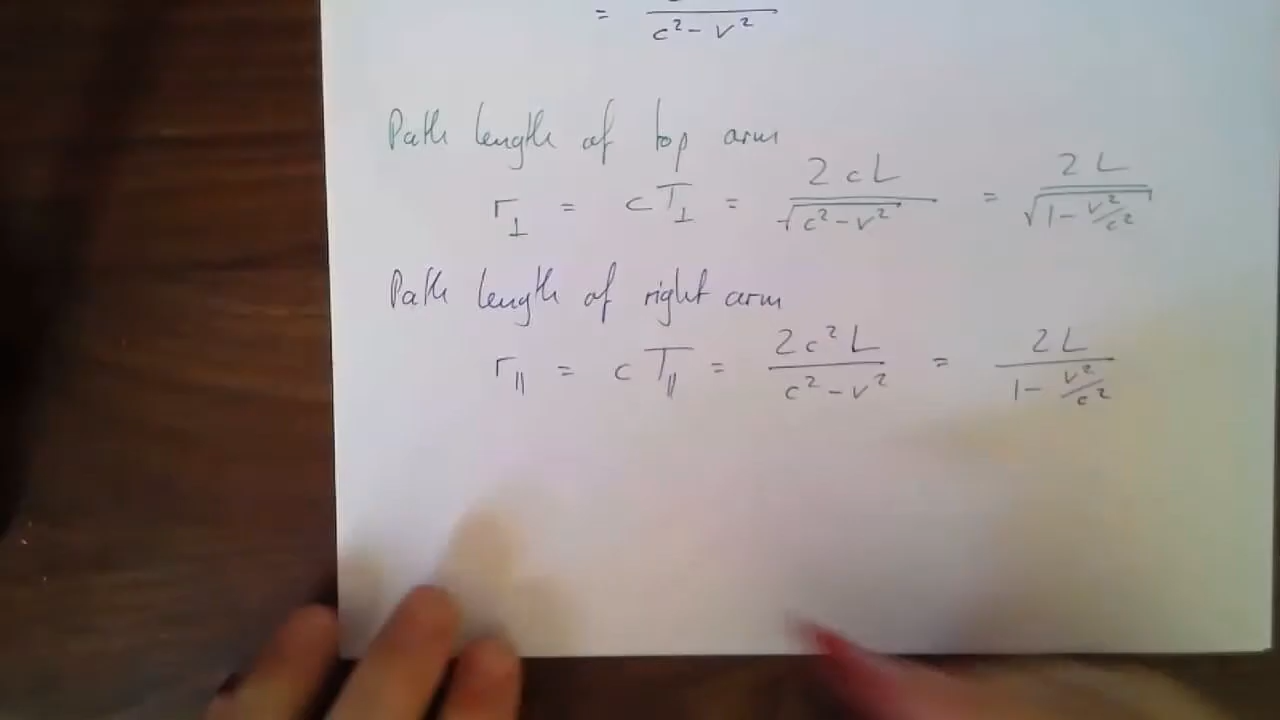 = / c² - v²
Path length of top arm
r⊥ = cT⊥ = 2cL / √(c² - v²) = 2L / √(1 - v²/c²)
Path length of right arm
r∥ = cT∥ = 2c²L / (c² - v²) = 2L / (1 - v²/c²)